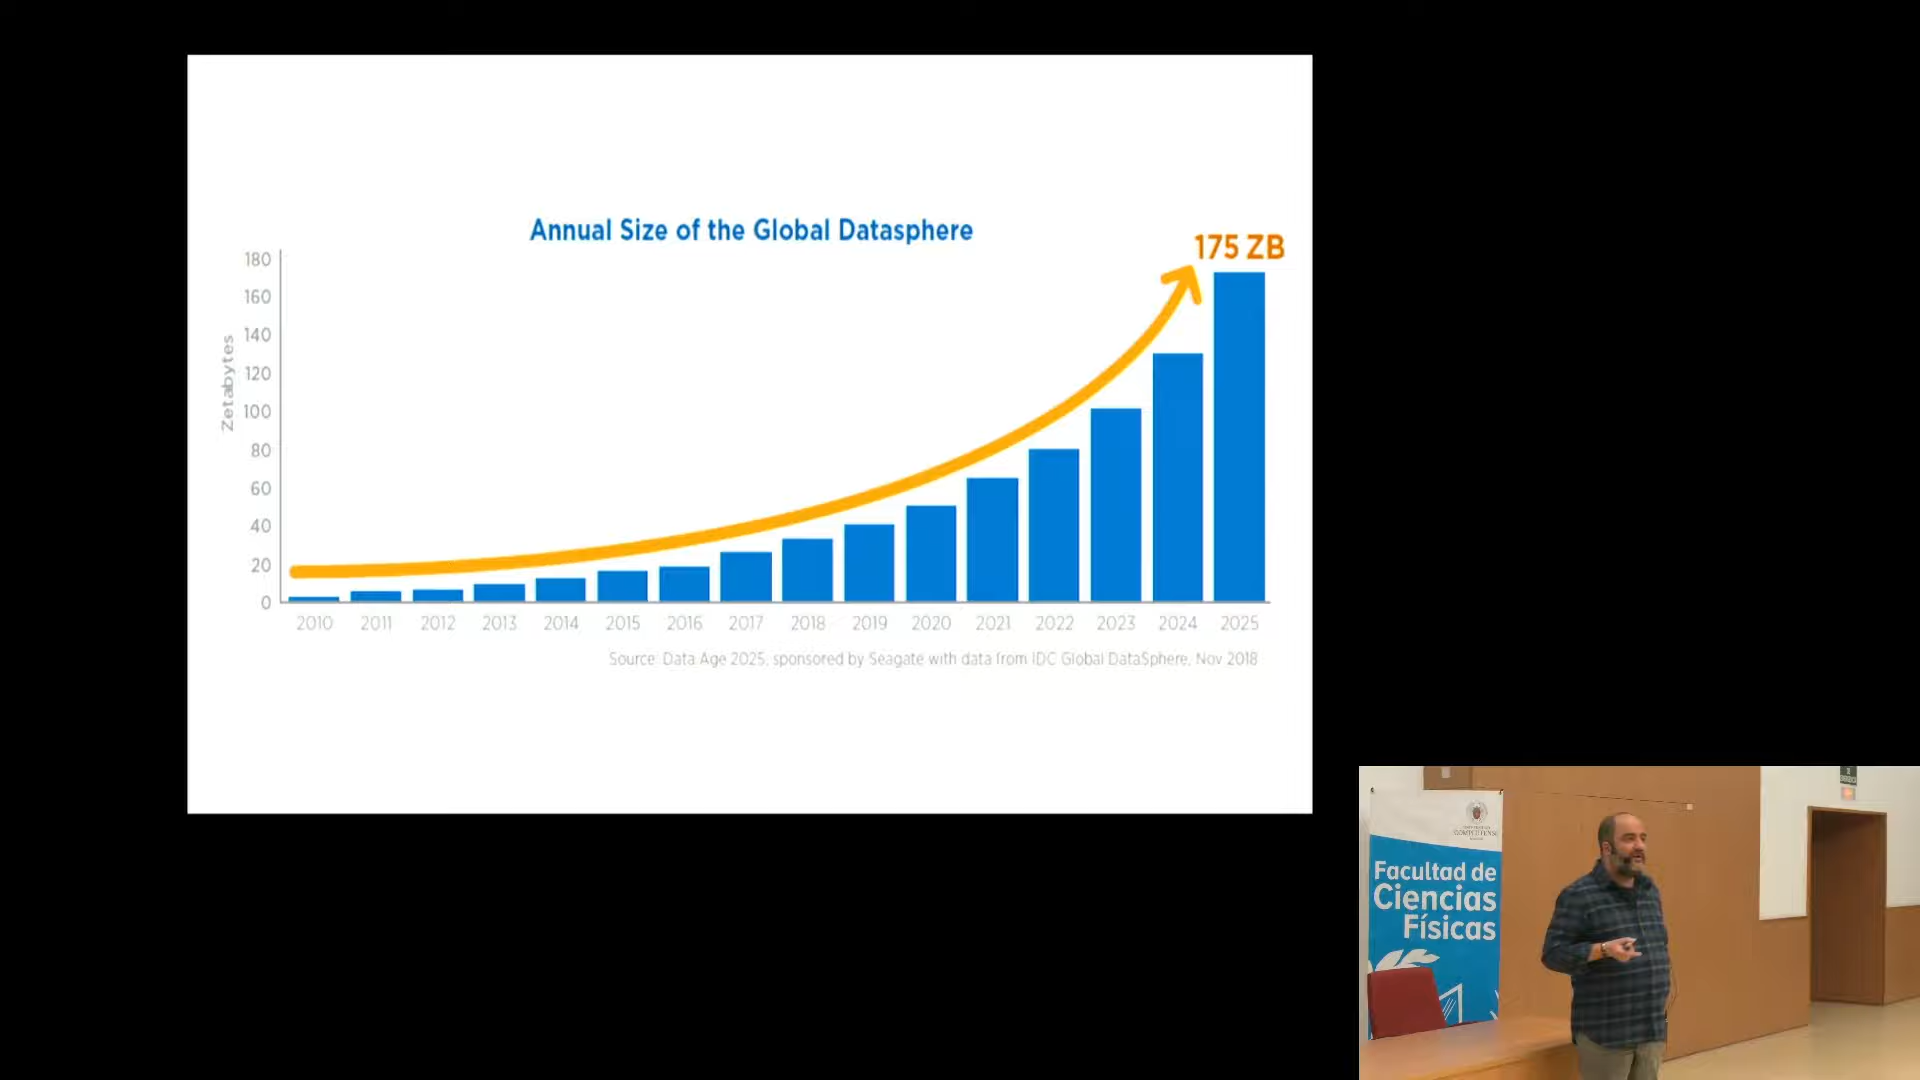 Annual Size of the Global Datasphere
175 ZB
Zetabytes
180
160
140
120
100
80
60
40
20
0
2010 2011 2012 2013 2014 2015 2016 2017 2018 2019 2020 2021 2022 2023 2024 2025
Source: Data Age 2025, sponsored by Seagate with data from IDC Global DataSphere, Nov 2018
Facultad de
Ciencias
Físicas